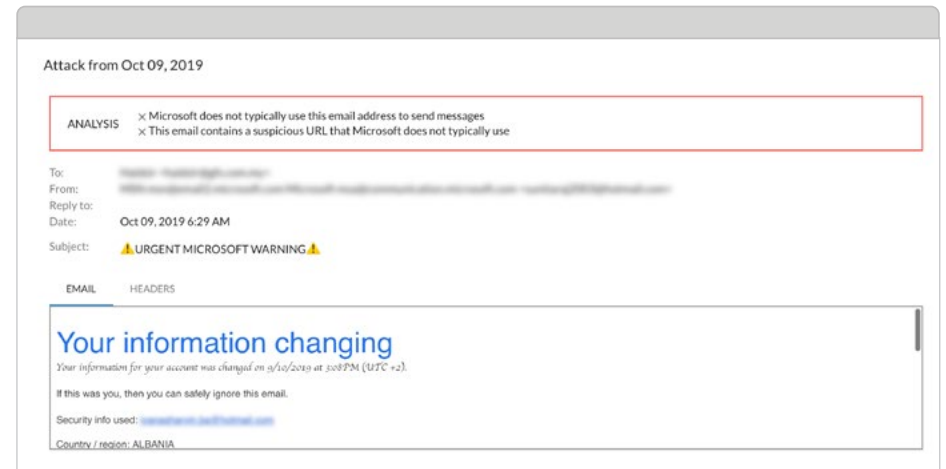 Attack from Oct 09, 2019
ANALYSIS
× Microsoft does not typically use this email address to send messages
× This email contains a suspicious URL that Microsoft does not typically use
To:
From:
Reply to:
Date: Oct 09, 2019 6:29 AM
Subject: ⚠URGENT MICROSOFT WARNING⚠
EMAIL HEADERS
Your information changing
Your information for your account was changed on 9/10/2019 at 5:08PM (UTC +2).
If this was you, then you can safely ignore this email.
Security info used:
Country / region: ALBANIA